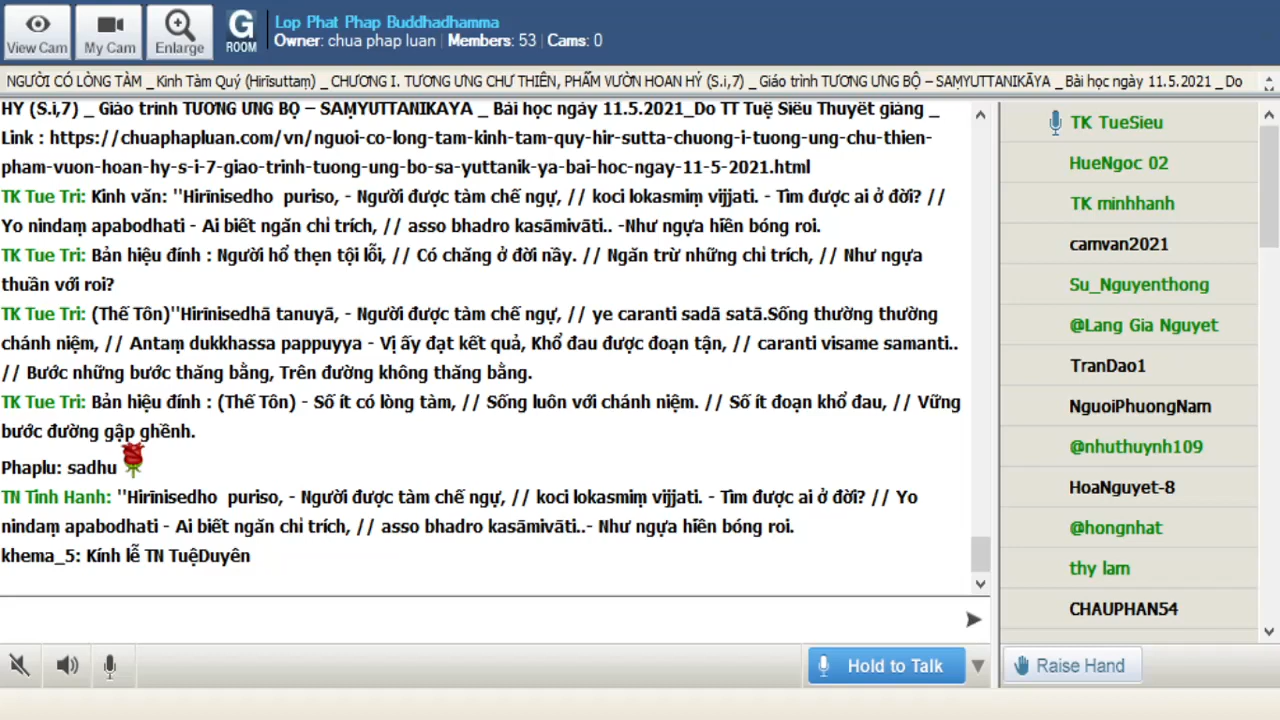 View Cam
My Cam
Enlarge
G
ROOM
Lop Phat Phap Buddhadhamma
Owner: chua phap luan | Members: 53 | Cams: 0
NGƯỜI CÓ LÒNG TÀM _ Kinh Tàm Quý (Hirīsuttaṃ) _ CHƯƠNG I. TƯƠNG ƯNG CHƯ THIÊN, PHẨM VƯỜN HOAN HỶ (S.i,7) _ Giáo trình TƯƠNG ƯNG BỘ – SAṂYUTTANIKĀYA _ Bài học ngày 11.5.2021 _ Do
HỶ (S.i,7) _ Giáo trình TƯƠNG ƯNG BỘ – SAṂYUTTANIKĀYA _ Bài học ngày 11.5.2021_Do TT Tuệ Siêu Thuyết giảng _
Link : https://chuaphapluan.com/vn/nguoi-co-long-tam-kinh-tam-quy-hir-sutta-chuong-i-tuong-ung-chu-thien-
pham-vuon-hoan-hy-s-i-7-giao-trinh-tuong-ung-bo-sa-yuttanik-ya-bai-hoc-ngay-11-5-2021.html
TK Tue Tri: Kinh văn: ''Hirīnisedho puriso, - Người được tàm chế ngự, // koci lokasmiṃ vijjati. - Tìm được ai ở đời? //
Yo nindaṃ apabodhati - Ai biết ngăn chỉ trích, // asso bhadro kasāmivāti.. -Như ngựa hiền bóng roi.
TK Tue Tri: Bản hiệu đính : Người hổ thẹn tội lỗi, // Có chăng ở đời nầy. // Ngăn trừ những chỉ trích, // Như ngựa
thuần với roi?
TK Tue Tri: (Thế Tôn)''Hirīnisedhā tanuyā, - Người được tàm chế ngự, // ye caranti sadā satā.Sống thường thường
chánh niệm, // Antaṃ dukkhassa pappuyya - Vị ấy đạt kết quả, Khổ đau được đoạn tận, // caranti visame samanti..
// Bước những bước thăng bằng, Trên đường không thăng bằng.
TK Tue Tri: Bản hiệu đính : (Thế Tôn) - Số ít có lòng tàm, // Sống luôn với chánh niệm. // Số ít đoạn khổ đau, // Vững
bước đường gập ghềnh.
Phaplu: sadhu
TN Tinh Hanh: ''Hirīnisedho puriso, - Người được tàm chế ngự, // koci lokasmiṃ vijjati. - Tìm được ai ở đời? // Yo
nindaṃ apabodhati - Ai biết ngăn chỉ trích, // asso bhadro kasāmivāti..- Như ngựa hiền bóng roi.
khema_5: Kính lễ TN TuệDuyên
TK TueSieu
HueNgoc 02
TK minhhanh
camvan2021
Su_Nguyenthong
@Lang Gia Nguyet
TranDao1
NguoiPhuongNam
@nhuthuynh109
HoaNguyet-8
@hongnhat
thy lam
CHAUPHAN54
Hold to Talk
Raise Hand